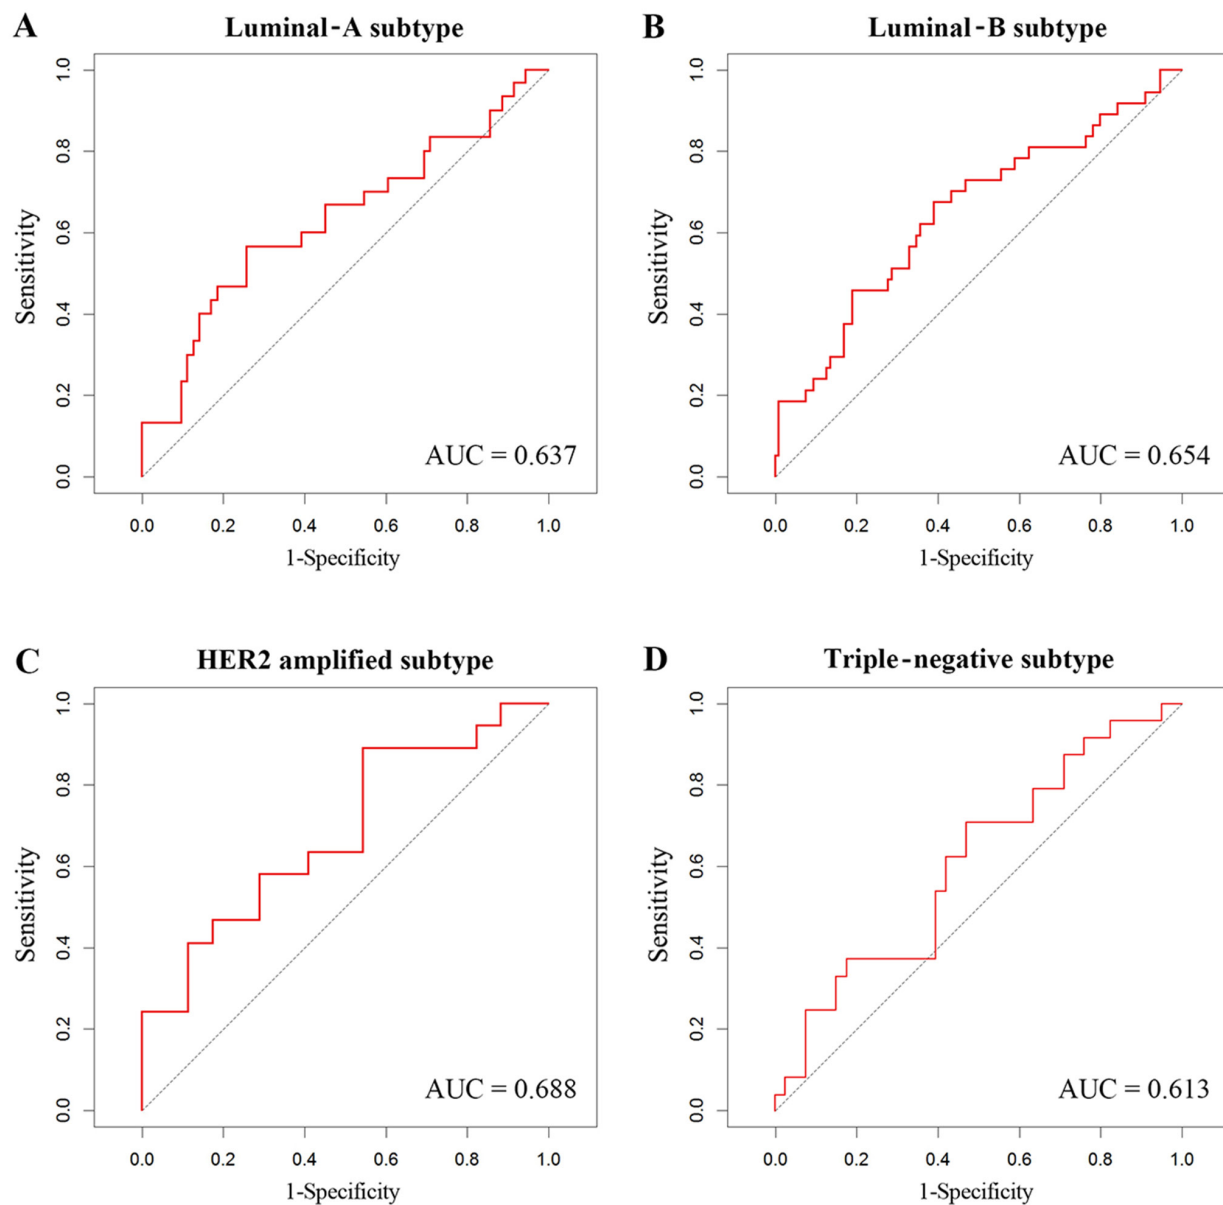 A
Luminal-A subtype
1.0
0.8
0.6
0.4
0.2
0.0
Sensitivity
AUC = 0.637
0.0 0.2 0.4 0.6 0.8 1.0
1-Specificity
B
Luminal-B subtype
1.0
0.8
0.6
0.4
0.2
0.0
Sensitivity
AUC = 0.654
0.0 0.2 0.4 0.6 0.8 1.0
1-Specificity
C
HER2 amplified subtype
1.0
0.8
0.6
0.4
0.2
0.0
Sensitivity
AUC = 0.688
0.0 0.2 0.4 0.6 0.8 1.0
1-Specificity
D
Triple-negative subtype
1.0
0.8
0.6
0.4
0.2
0.0
Sensitivity
AUC = 0.613
0.0 0.2 0.4 0.6 0.8 1.0
1-Specificity